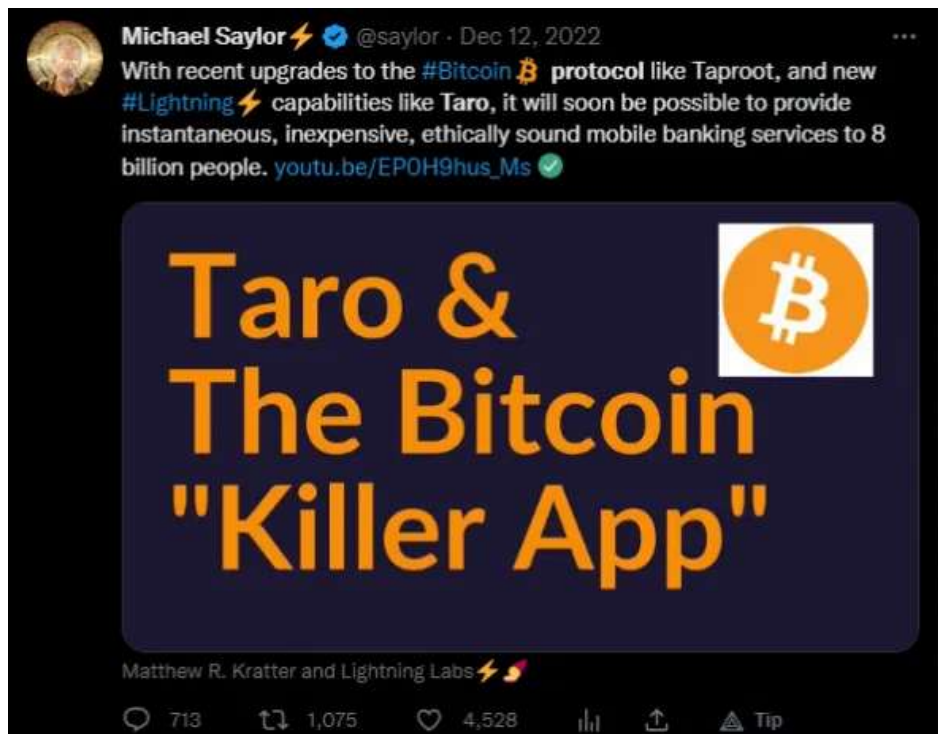 Michael Saylor⚡ @saylor · Dec 12, 2022
With recent upgrades to the #Bitcoin protocol like Taproot, and new
#Lightning⚡ capabilities like Taro, it will soon be possible to provide
instantaneous, inexpensive, ethically sound mobile banking services to 8
billion people. youtu.be/EP0H9hus_Ms ✅
Taro &
The Bitcoin
"Killer App"
Matthew R. Kratter and Lightning Labs⚡🍠
713 1,075 4,528 Tip